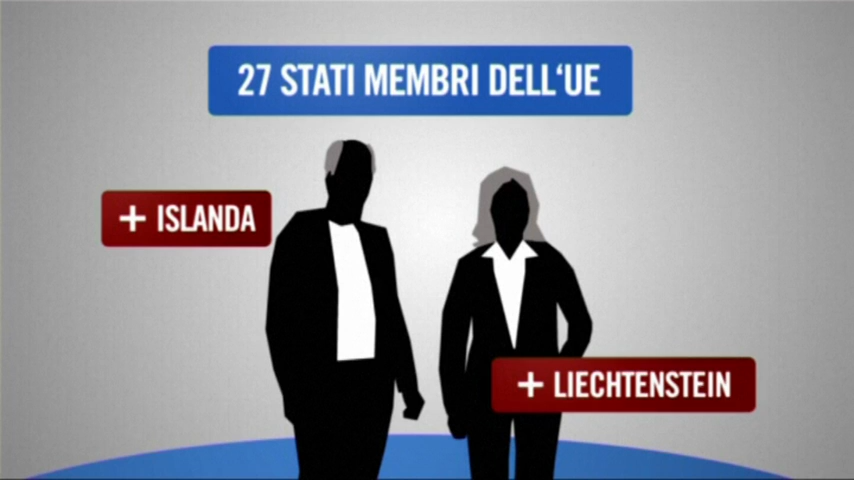 27 STATI MEMBRI DELL‘UE
+ ISLANDA
+ LIECHTENSTEIN